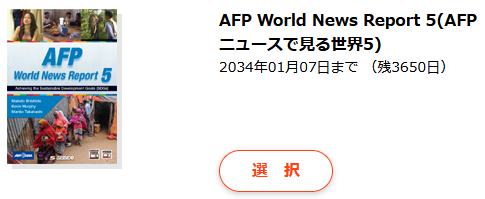 AFP
World News Report 5
Achieving the Sustainable Development Goals (SDGs)
Makoto Shishido
Kevin Murphy
Mariko Takahashi
AFP World News Report 5(AFP
ニュースで見る世界5)
2034年01月07日まで （残3650日）
選 択